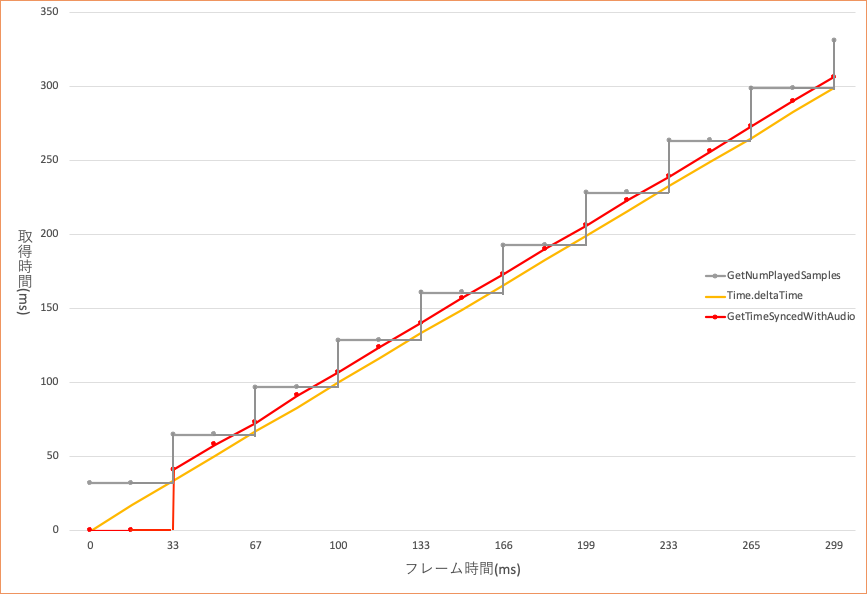 350
300
250
200
150
100
50
0
取得時間(ms)
0 33 67 100 133 166 199 233 265 299
フレーム時間(ms)
GetNumPlayedSamples
Time.deltaTime
GetTimeSyncedWithAudio